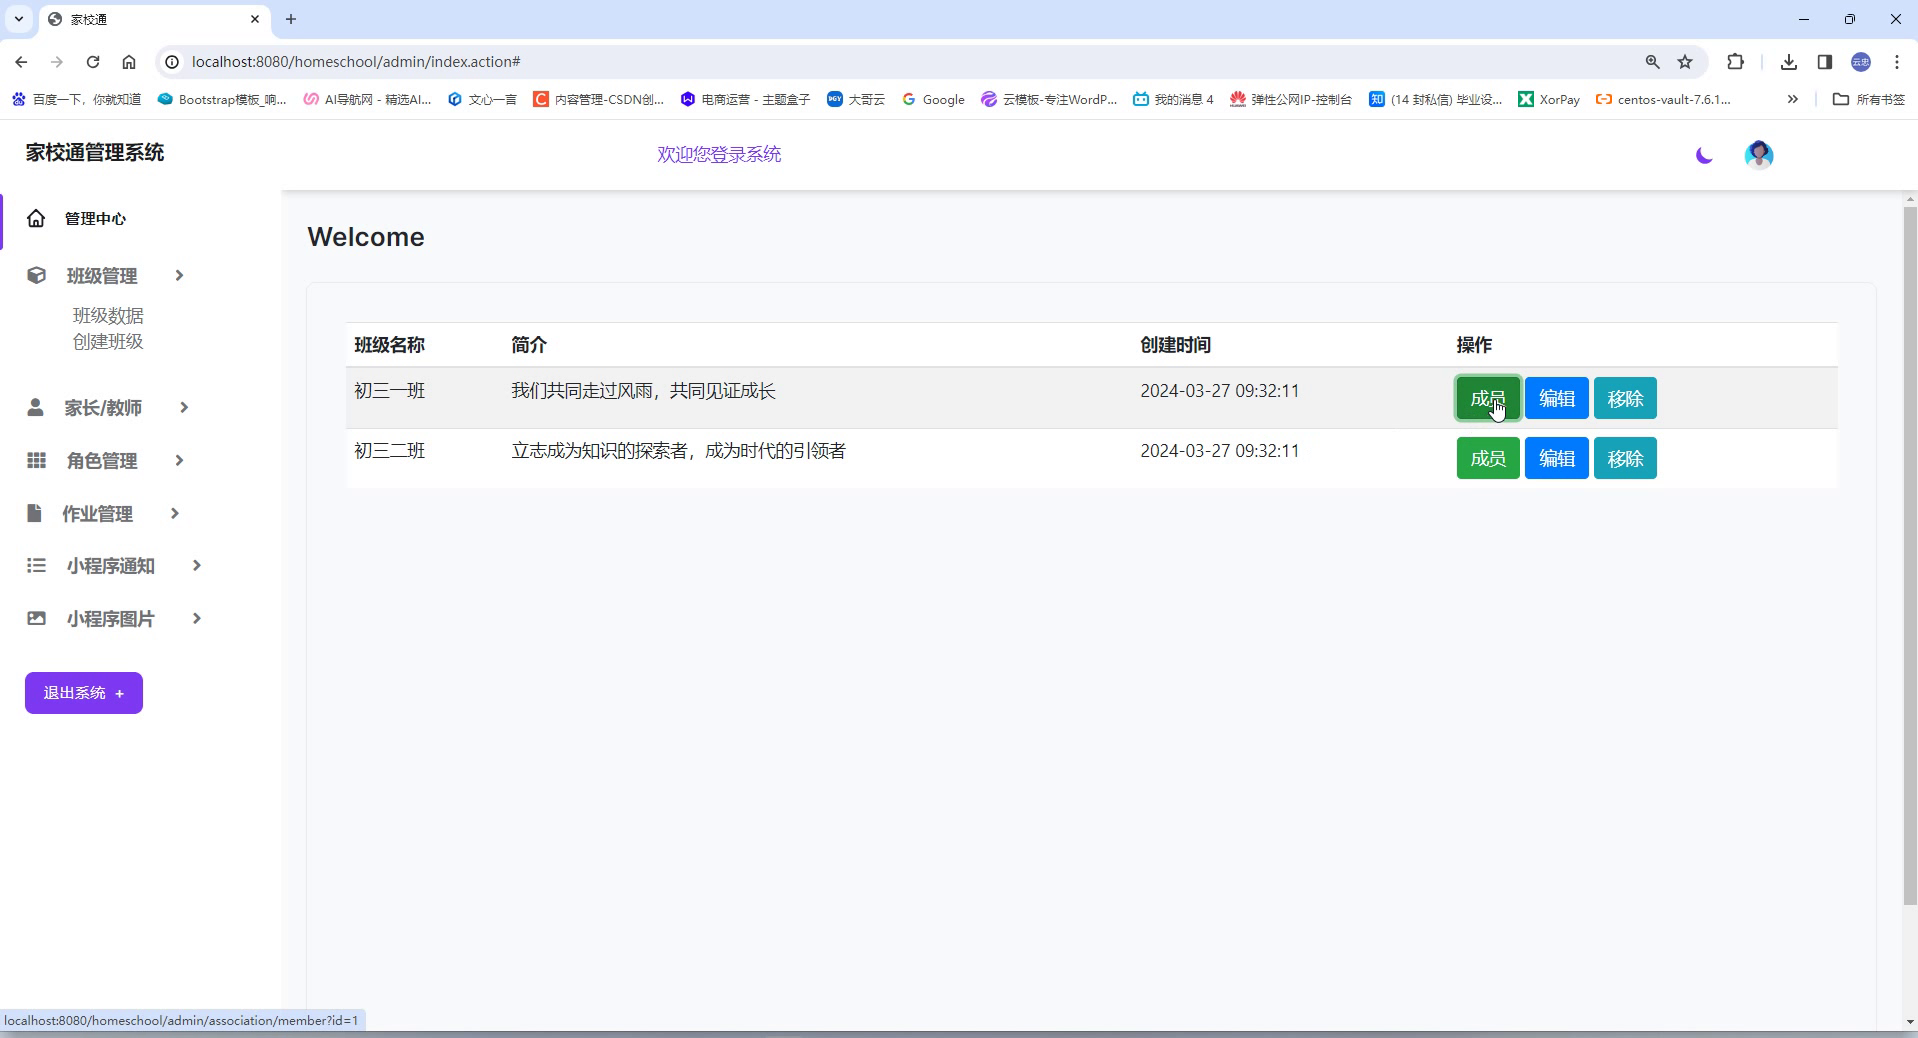 家校通
localhost:8080/homeschool/admin/index.action#
云忠
百度一下，你就知道
Bootstrap模板_响...
AI导航网 - 精选AI...
文心一言
内容管理-CSDN创...
电商运营 - 主题盒子
大哥云
Google
云模板-专注WordP...
我的消息 4
弹性公网IP-控制台
(14 封私信) 毕业设...
XorPay
centos-vault-7.6.1...
所有书签
家校通管理系统
欢迎您登录系统
管理中心
班级管理
班级数据
创建班级
家长/教师
角色管理
作业管理
小程序通知
小程序图片
退出系统 +
Welcome
班级名称 简介 创建时间 操作
初三一班 我们共同走过风雨，共同见证成长 2024-03-27 09:32:11 成员 编辑 移除
初三二班 立志成为知识的探索者，成为时代的引领者 2024-03-27 09:32:11 成员 编辑 移除
localhost:8080/homeschool/admin/association/member?id=1